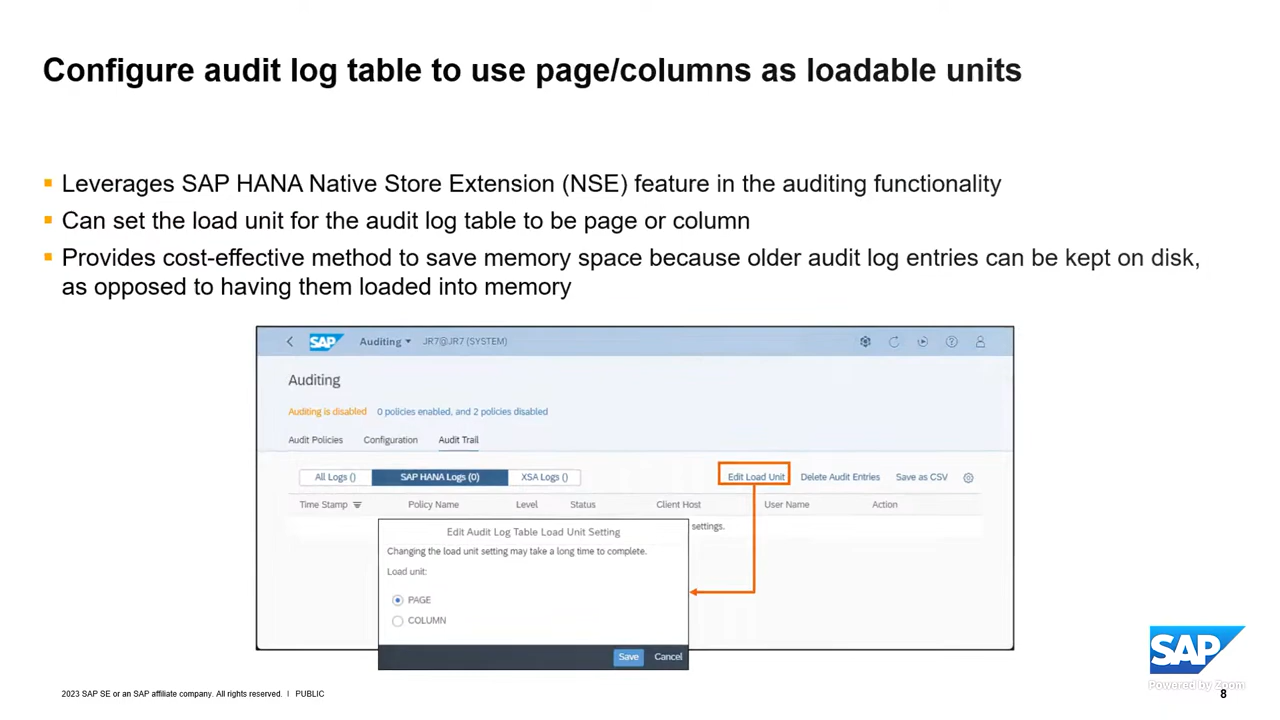 Configure audit log table to use page/columns as loadable units
Leverages SAP HANA Native Store Extension (NSE) feature in the auditing functionality
Can set the load unit for the audit log table to be page or column
Provides cost-effective method to save memory space because older audit log entries can be kept on disk,
as opposed to having them loaded into memory
SAP Auditing JR7@JR7 (SYSTEM)
Auditing
Auditing is disabled 0 policies enabled, and 2 policies disabled
Audit Policies Configuration Audit Trail
All Logs () SAP HANA Logs (0) XSA Logs () Edit Load Unit Delete Audit Entries Save as CSV
Time Stamp Policy Name Level Status Client Host User Name Action
settings.
Edit Audit Log Table Load Unit Setting
Changing the load unit setting may take a long time to complete.
Load unit:
PAGE
COLUMN
Save Cancel
SAP
Powered by Zoom
2023 SAP SE or an SAP affiliate company. All rights reserved. I PUBLIC
8